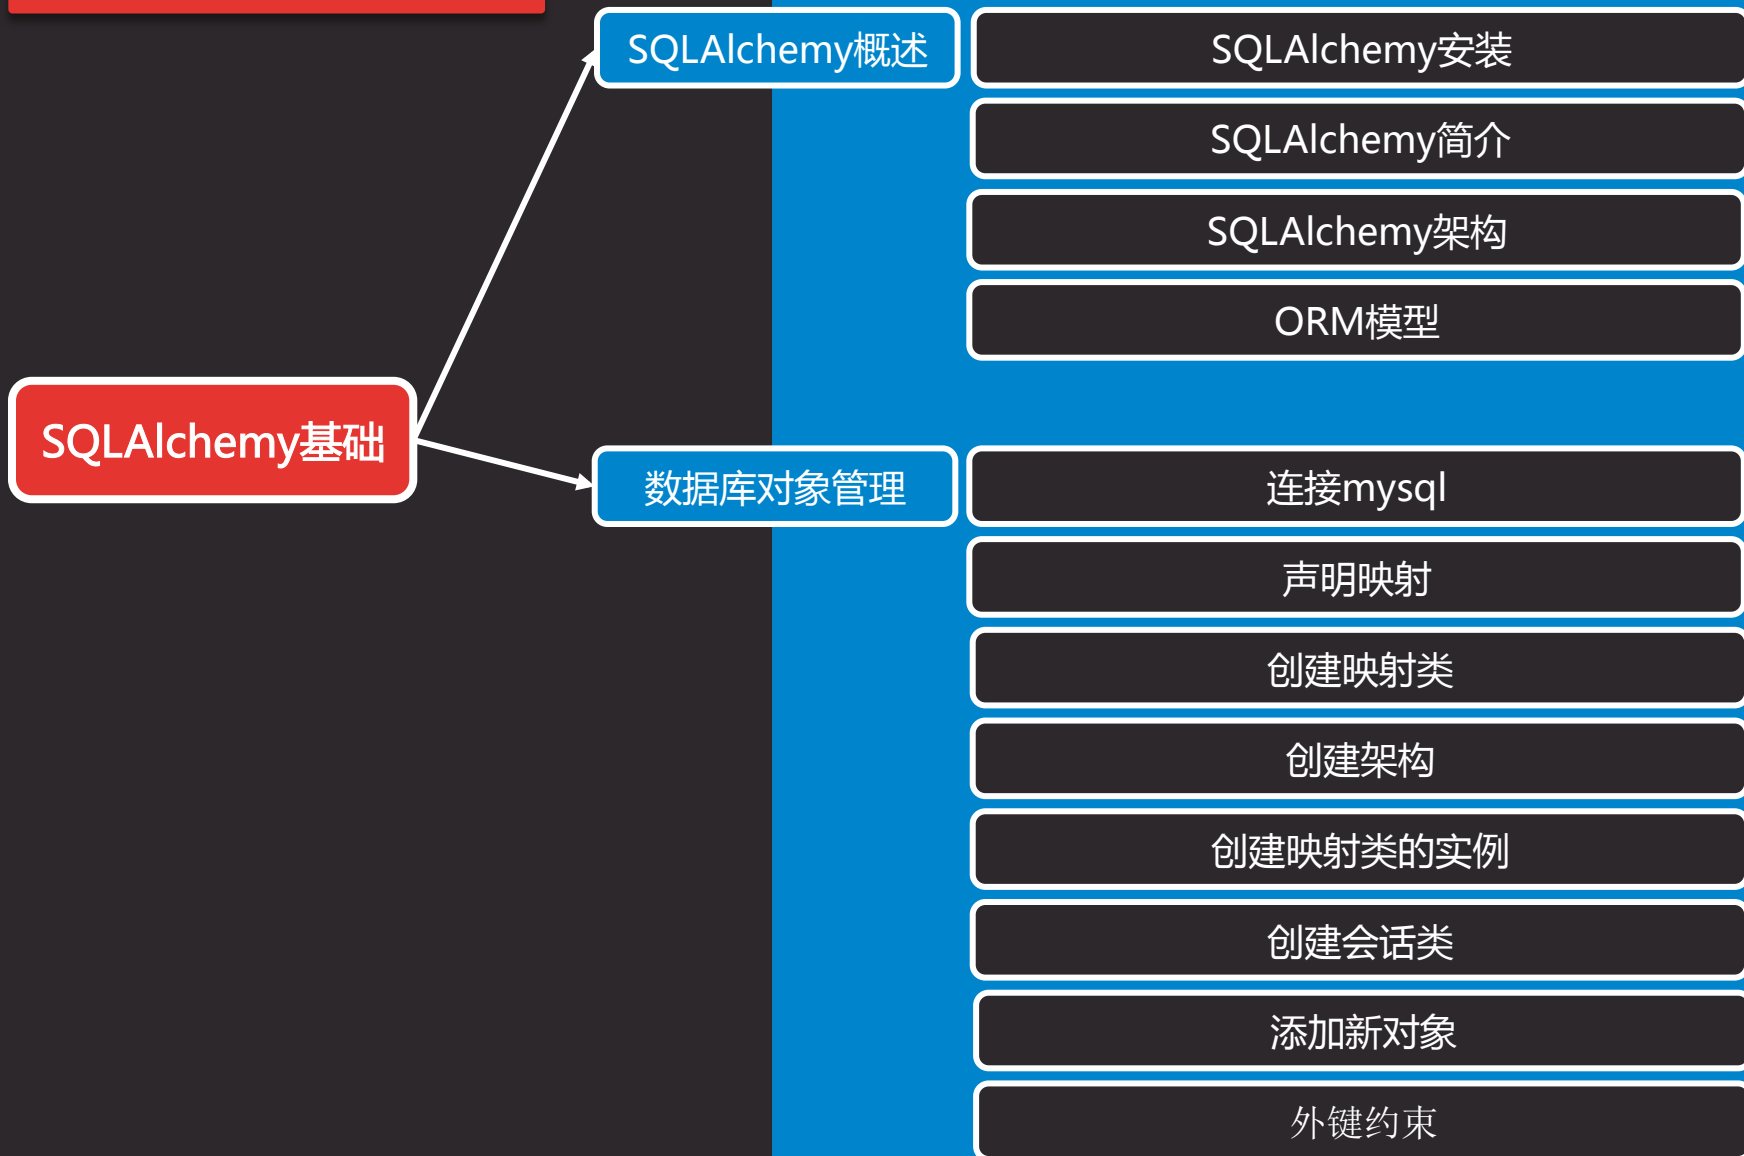 SQLAlchemy概述
SQLAlchemy安装
SQLAlchemy简介
SQLAlchemy架构
ORM模型
SQLAlchemy基础
数据库对象管理
连接mysql
声明映射
创建映射类
创建架构
创建映射类的实例
创建会话类
添加新对象
外键约束